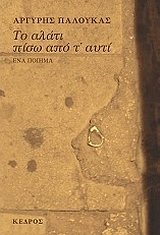 ΑΡΓΥΡΗΣ ΠΑΛΟΥΚΑΣ
Το αλάτι
πίσω από τ' αυτί
ΕΝΑ ΠΟΙΗΜΑ
ΚΕΔΡΟΣ